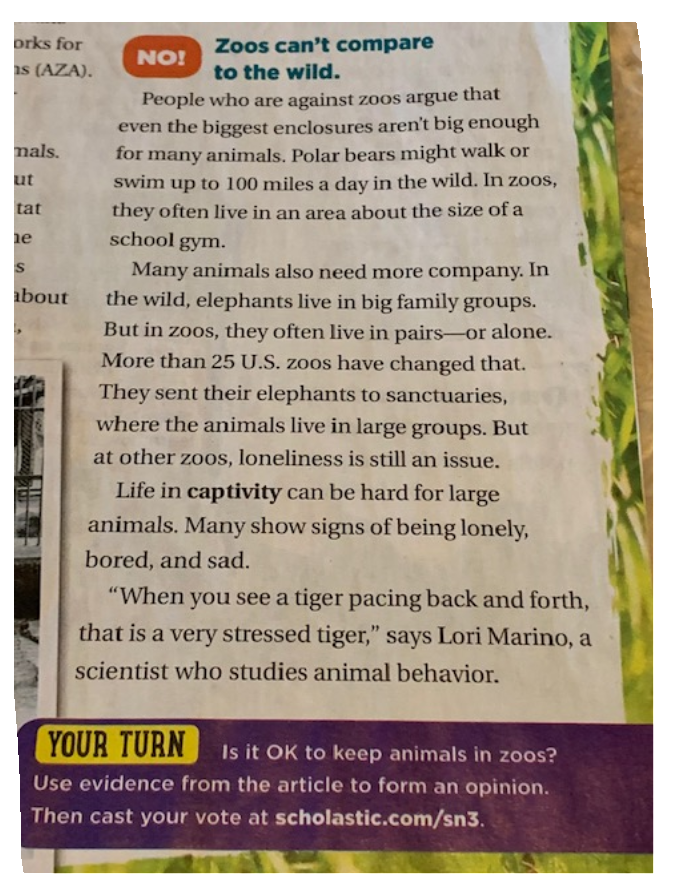 orks for
ns (AZA).
nals.
ut
tat
ne
s
about
NO!
Zoos can't compare
to the wild.
People who are against zoos argue that
even the biggest enclosures aren't big enough
for many animals. Polar bears might walk or
swim up to 100 miles a day in the wild. In zoos,
they often live in an area about the size of a
school gym.
Many animals also need more company. In
the wild, elephants live in big family groups.
But in zoos, they often live in pairs—or alone.
More than 25 U.S. zoos have changed that.
They sent their elephants to sanctuaries,
where the animals live in large groups. But
at other zoos, loneliness is still an issue.
Life in captivity can be hard for large
animals. Many show signs of being lonely,
bored, and sad.
"When you see a tiger pacing back and forth,
that is a very stressed tiger," says Lori Marino, a
scientist who studies animal behavior.
YOUR TURN Is it OK to keep animals in zoos?
Use evidence from the article to form an opinion.
Then cast your vote at scholastic.com/sn3.